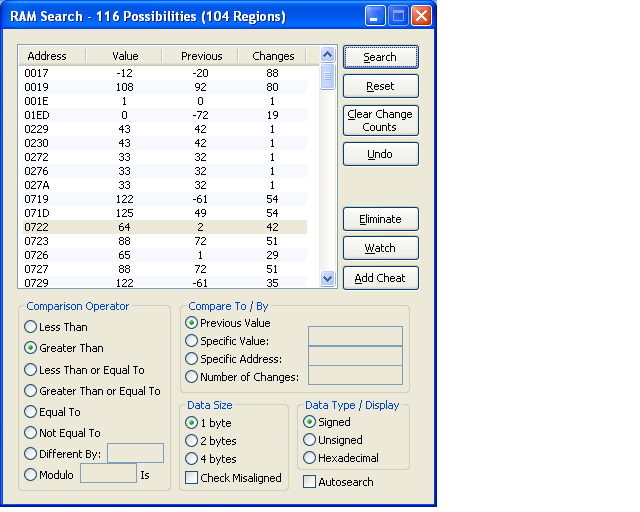 RAM Search - 116 Possibilities (104 Regions)
Address Value Previous Changes
0017 -12 -20 88
0019 108 92 80
001E 1 0 1
01ED 0 -72 19
0229 43 42 1
0230 43 42 1
0272 33 32 1
0276 33 32 1
027A 33 32 1
0719 122 -61 54
071D 125 49 54
0722 64 2 42
0723 88 72 51
0726 65 1 29
0727 88 72 51
0729 122 -61 35
Search
Reset
Clear Change
Counts
Undo
Eliminate
Watch
Add Cheat
Comparison Operator
Less Than
Greater Than
Less Than or Equal To
Greater Than or Equal To
Equal To
Not Equal To
Different By:
Modulo Is
Compare To / By
Previous Value
Specific Value:
Specific Address:
Number of Changes:
Data Size
1 byte
2 bytes
4 bytes
Check Misaligned
Data Type / Display
Signed
Unsigned
Hexadecimal
Autosearch